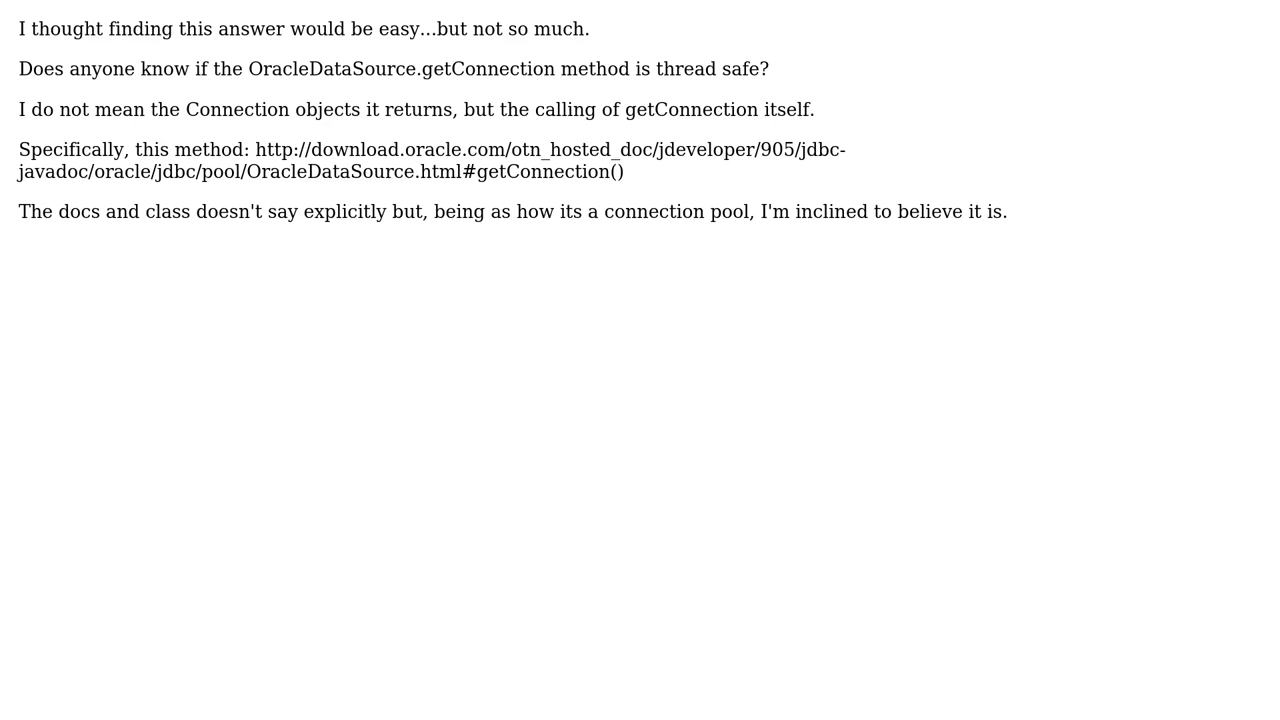 I thought finding this answer would be easy...but not so much.
Does anyone know if the OracleDataSource.getConnection method is thread safe?
I do not mean the Connection objects it returns, but the calling of getConnection itself.
Specifically, this method: http://download.oracle.com/otn_hosted_doc/jdeveloper/905/jdbc-
javadoc/oracle/jdbc/pool/OracleDataSource.html#getConnection()
The docs and class doesn't say explicitly but, being as how its a connection pool, I'm inclined to believe it is.